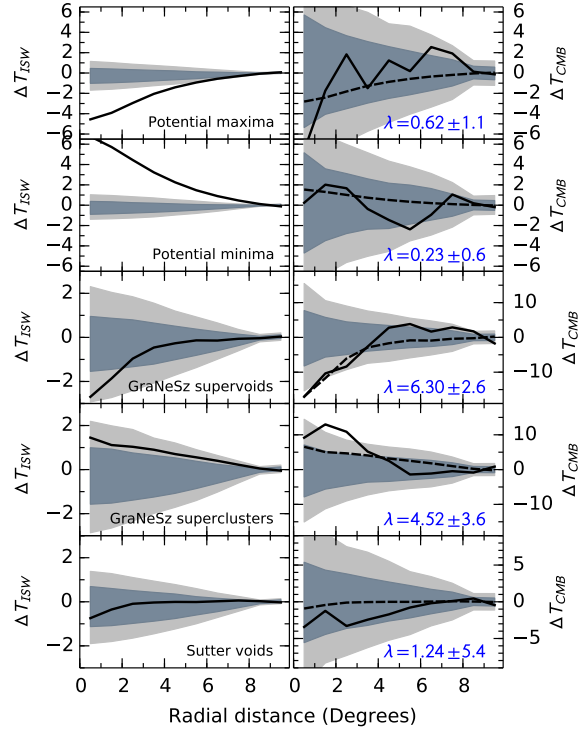 6
4
2
0
−2
−4
−6
ΔT_ISW
Potential maxima
6
4
2
0
−2
−4
−6
ΔT_CMB
λ=0.62±1.1
6
4
2
0
−2
−4
−6
ΔT_ISW
Potential minima
6
4
2
0
−2
−4
−6
ΔT_CMB
λ=0.23±0.6
2
0
−2
ΔT_ISW
GraNeSz supervoids
10
0
−10
ΔT_CMB
λ=6.30±2.6
2
0
−2
ΔT_ISW
GraNeSz superclusters
10
0
−10
ΔT_CMB
λ=4.52±3.6
2
0
−2
ΔT_ISW
Sutter voids
5
0
−5
ΔT_CMB
λ=1.24±5.4
0 2 4 6 8 0 2 4 6 8
Radial distance (Degrees)